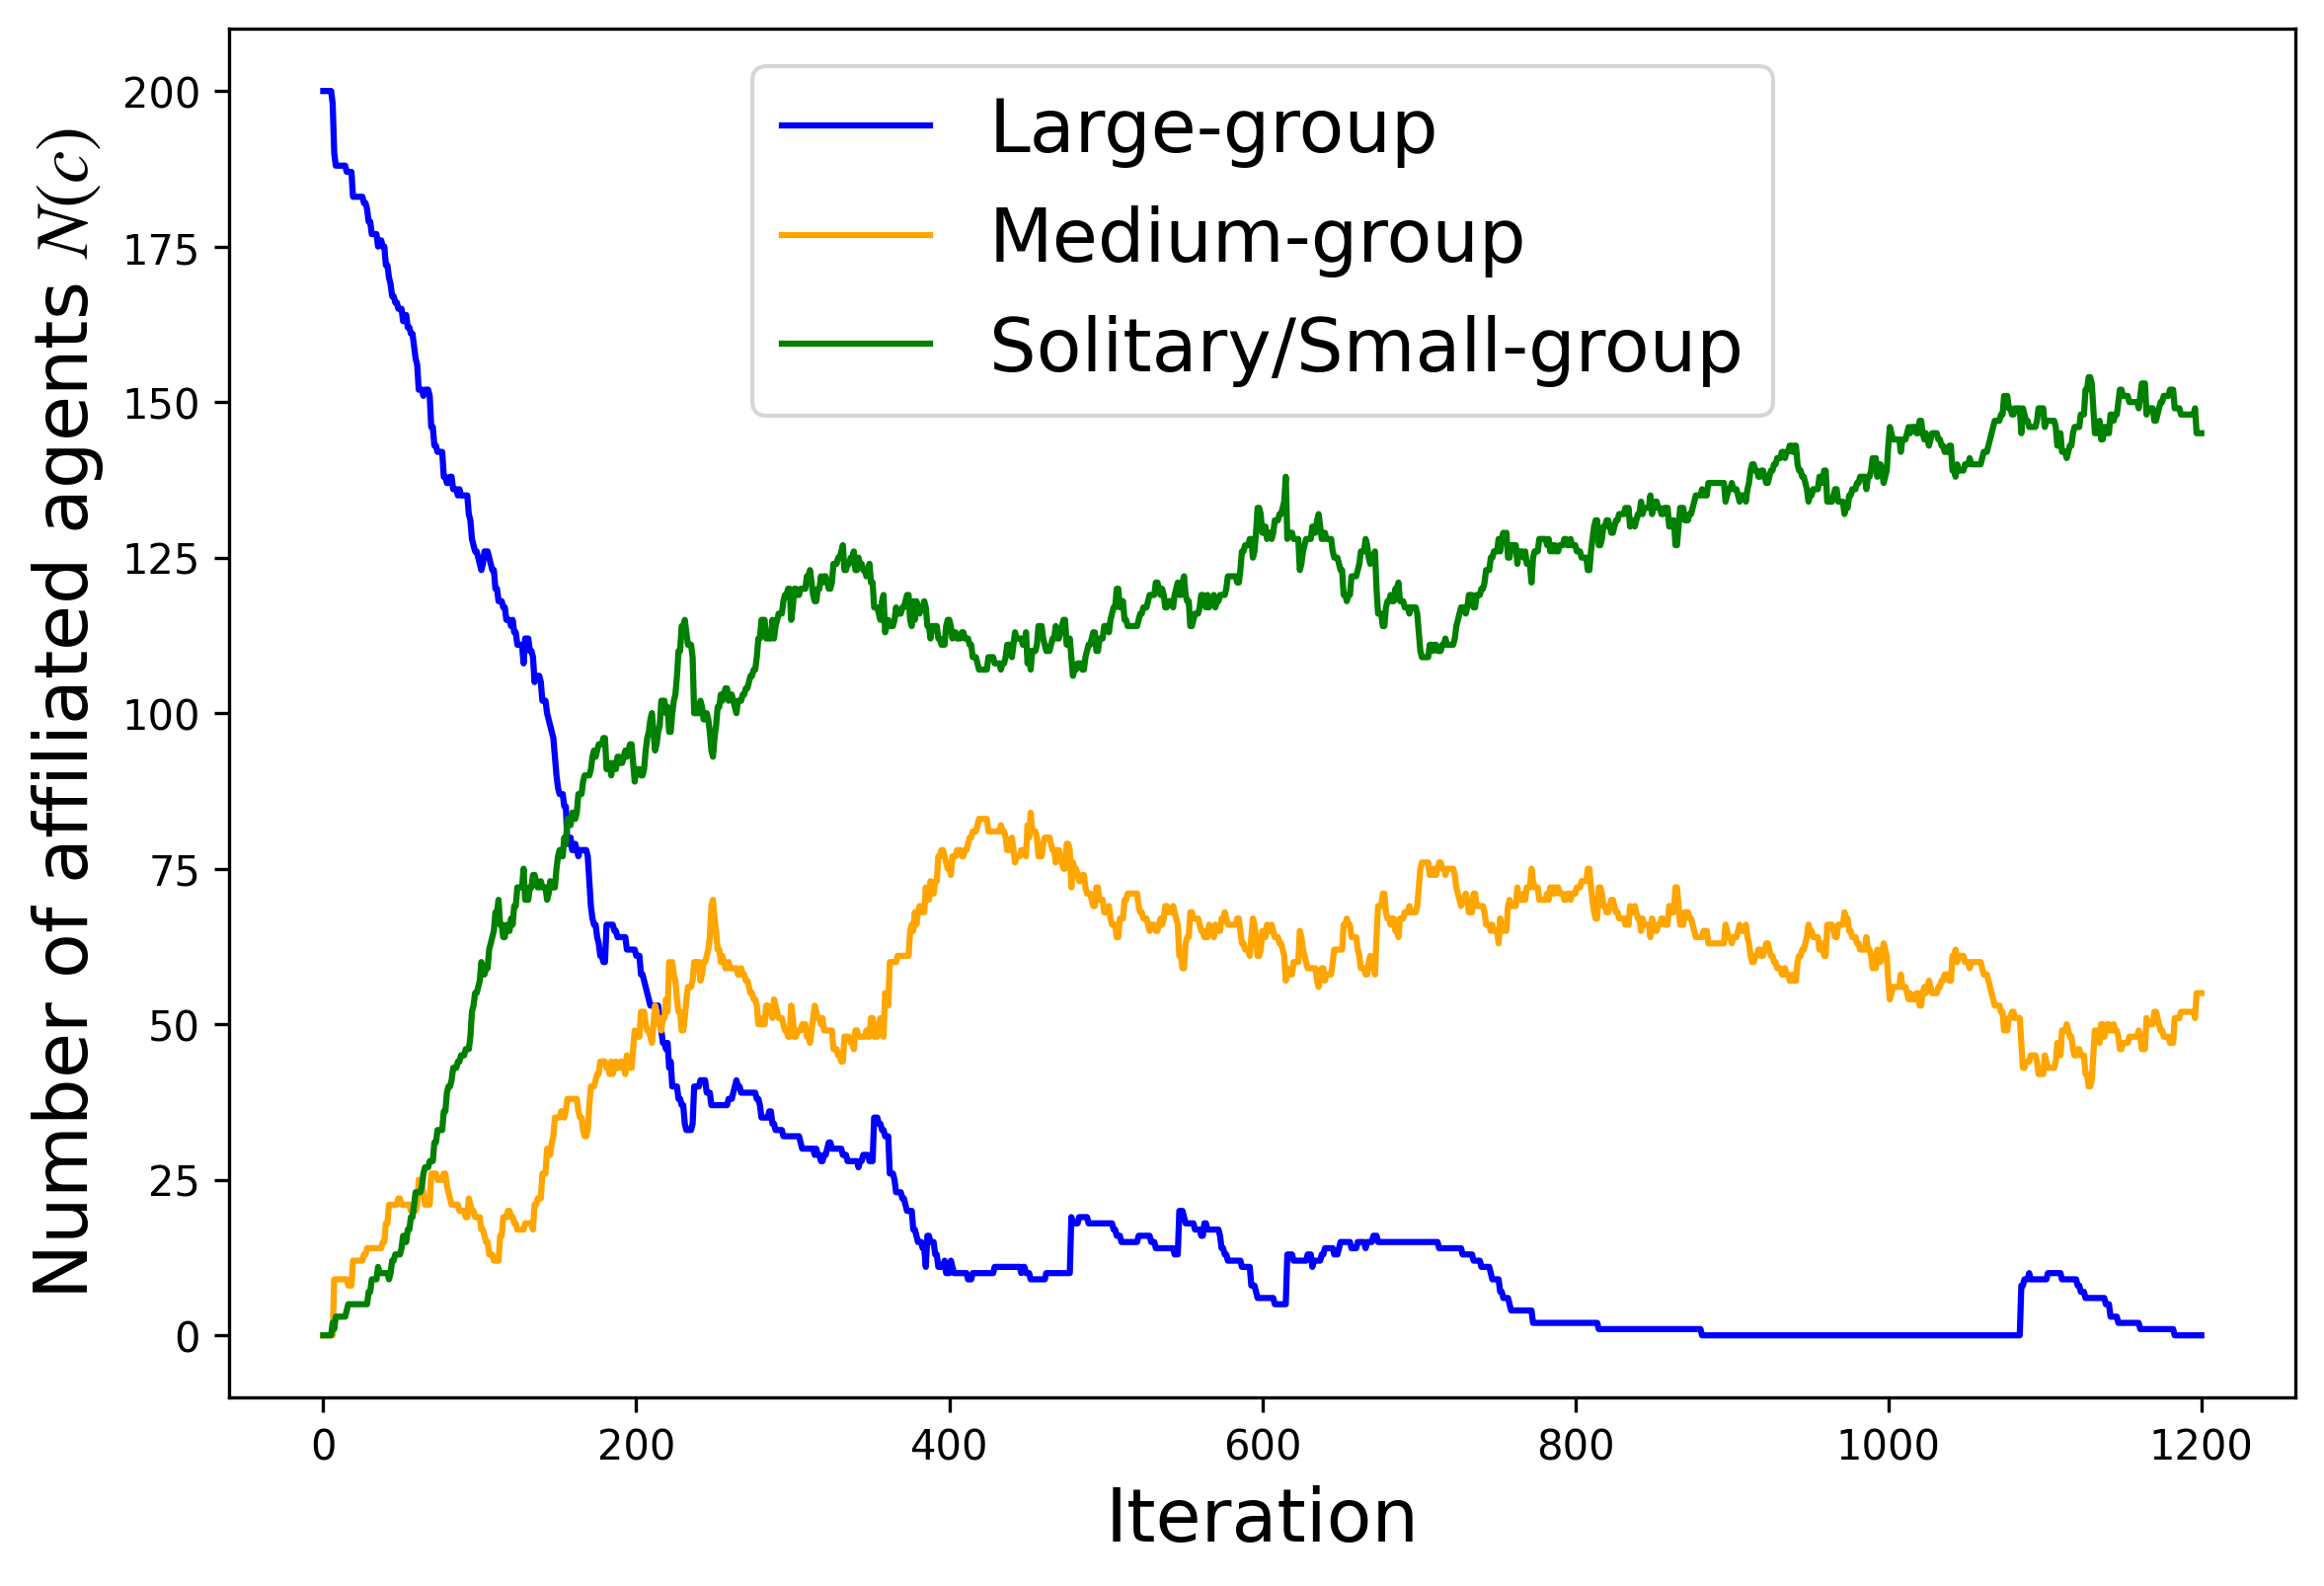 Number of affiliated agents N(c)
200
175
150
125
100
75
50
25
0
Large-group
Medium-group
Solitary/Small-group
0 200 400 600 800 1000 1200
Iteration